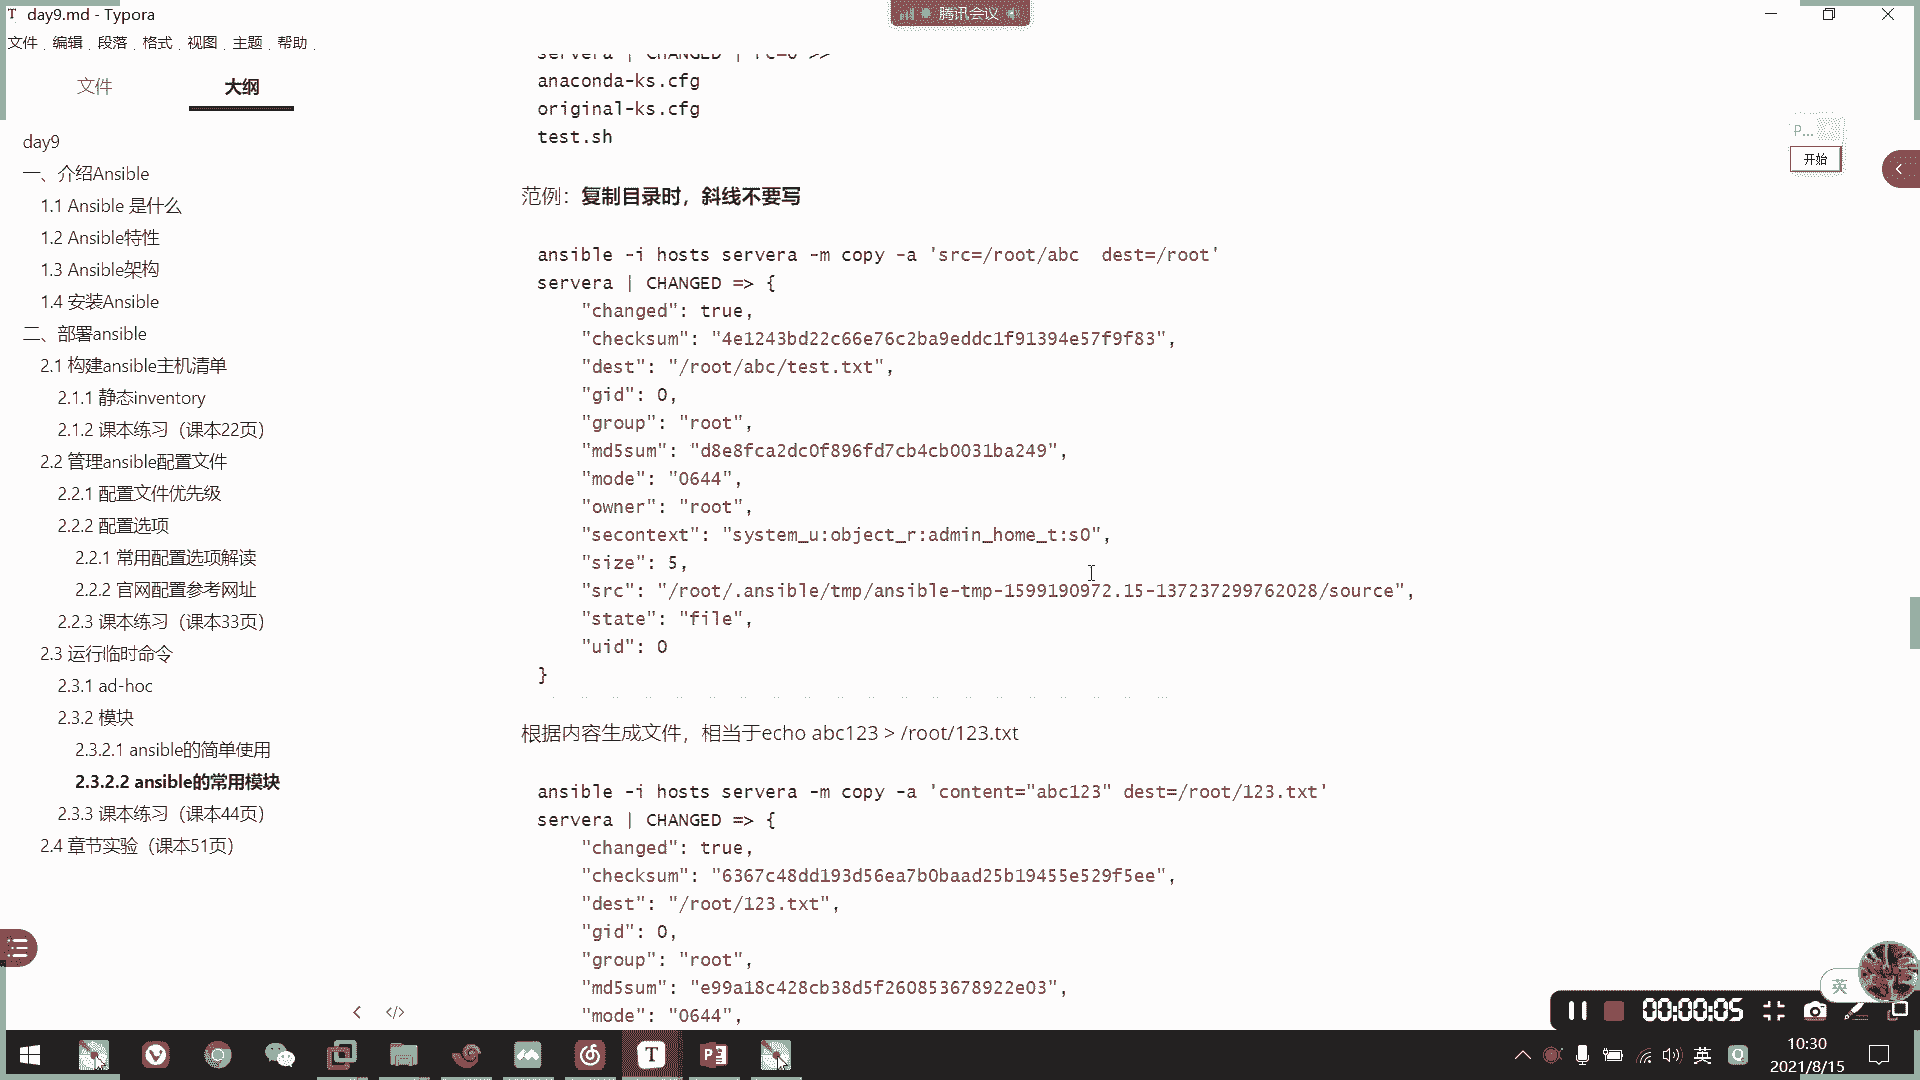 day9.md - Typora
腾讯会议
文件 编辑 段落 格式 视图 主题 帮助
文件 大纲
day9
一、介绍Ansible
1.1 Ansible 是什么
1.2 Ansible特性
1.3 Ansible架构
1.4 安装Ansible
二、部署ansible
2.1 构建ansible主机清单
2.1.1 静态inventory
2.1.2 课本练习（课本22页）
2.2 管理ansible配置文件
2.2.1 配置文件优先级
2.2.2 配置选项
2.2.1 常用配置选项解读
2.2.2 官网配置参考网址
2.2.3 课本练习（课本33页）
2.3 运行临时命令
2.3.1 ad-hoc
2.3.2 模块
2.3.2.1 ansible的简单使用
2.3.2.2 ansible的常用模块
2.3.3 课本练习（课本44页）
2.4 章节实验（课本51页）
servera | CHANGED | rc=0 >>
anaconda-ks.cfg
original-ks.cfg
test.sh
范例：复制目录时，斜线不要写
ansible -i hosts servera -m copy -a 'src=/root/abc  dest=/root'
servera | CHANGED => {
"changed": true,
"checksum": "4e1243bd22c66e76c2ba9eddc1f91394e57f9f83",
"dest": "/root/abc/test.txt",
"gid": 0,
"group": "root",
"md5sum": "d8e8fca2dc0f896fd7cb4cb0031ba249",
"mode": "0644",
"owner": "root",
"secontext": "system_u:object_r:admin_home_t:s0",
"size": 5,
"src": "/root/.ansible/tmp/ansible-tmp-1599190972.15-137237299762028/source",
"state": "file",
"uid": 0
}
根据内容生成文件，相当于echo abc123 > /root/123.txt
ansible -i hosts servera -m copy -a 'content="abc123" dest=/root/123.txt'
servera | CHANGED => {
"changed": true,
"checksum": "6367c48dd193d56ea7b0baad25b19455e529f5ee",
"dest": "/root/123.txt",
"gid": 0,
"group": "root",
"md5sum": "e99a18c428cb38d5f260853678922e03",
"mode": "0644",
P...
开始
英
00:00:05
英
10:30
2021/8/15